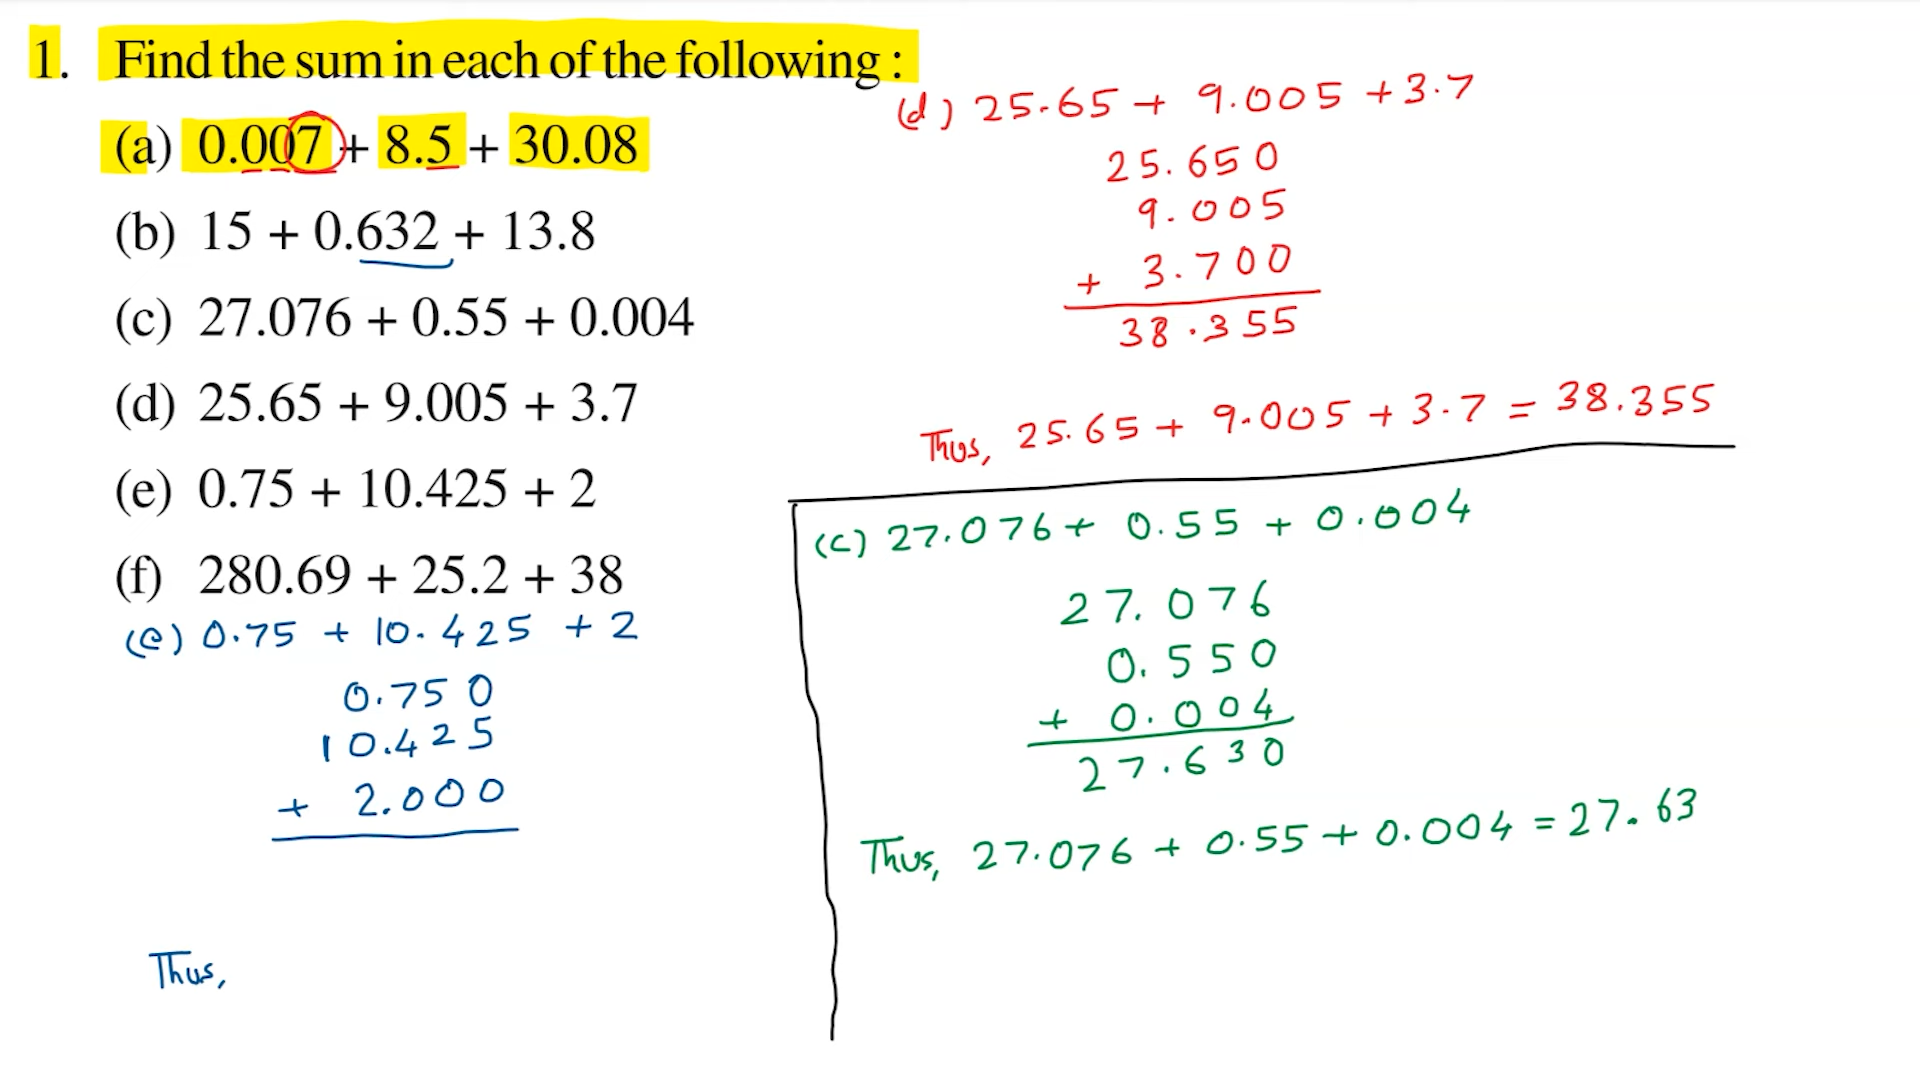 1. Find the sum in each of the following :
(a) 0.007 + 8.5 + 30.08
(b) 15 + 0.632 + 13.8
(c) 27.076 + 0.55 + 0.004
(d) 25.65 + 9.005 + 3.7
(e) 0.75 + 10.425 + 2
(f) 280.69 + 25.2 + 38
(e) 0.75 + 10.425 + 2
0.750
10.425
+ 2.000
Thus,
(d) 25.65 + 9.005 + 3.7
25.650
9.005
+ 3.700
38.355
Thus, 25.65 + 9.005 + 3.7 = 38.355
(c) 27.076 + 0.55 + 0.004
27.076
0.550
+ 0.004
27.630
Thus, 27.076 + 0.55 + 0.004 = 27.63